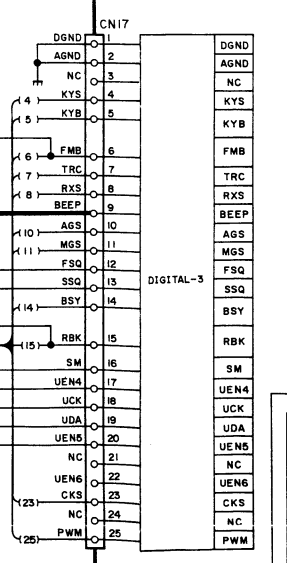 CN17
DGND 1 DGND
AGND 2 AGND
NC 3 NC
(4) KYS 4 KYS
(5) KYB 5 KYB
(6) FMB 6 FMB
(7) TRC 7 TRC
(8) RXS 8 RXS
BEEP 9 BEEP
(10) AGS 10 AGS
(11) MGS 11 MGS
FSQ 12 FSQ
SSQ 13 DIGITAL-3 SSQ
(14) BSY 14 BSY
(15) RBK 15 RBK
SM 16 SM
UEN4 17 UEN4
UCK 18 UCK
UDA 19 UDA
UEN5 20 UEN5
NC 21 NC
UEN6 22 UEN6
(23) CKS 23 CKS
NC 24 NC
(25) PWM 25 PWM